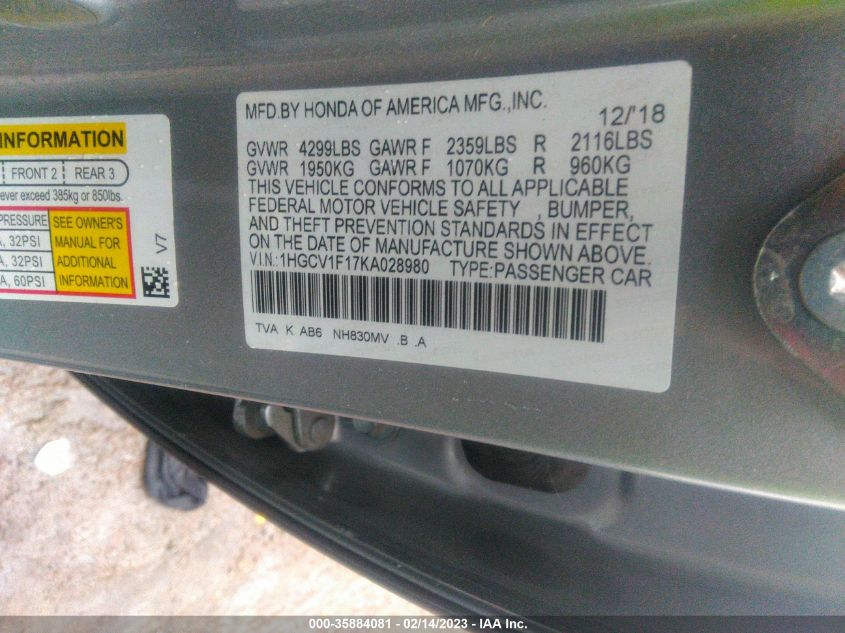 INFORMATION
FRONT 2 REAR 3
ever exceed 385kg or 850lbs.
PRESSURE SEE OWNER'S
A, 32PSI MANUAL FOR
A, 32PSI ADDITIONAL
A, 60PSI INFORMATION
V7
MFD.BY HONDA OF AMERICA MFG.,INC.
12/'18
GVWR 4299LBS GAWR F 2359LBS R 2116LBS
GVWR 1950KG GAWR F 1070KG R 960KG
THIS VEHICLE CONFORMS TO ALL APPLICABLE
FEDERAL MOTOR VEHICLE SAFETY , BUMPER,
AND THEFT PREVENTION STANDARDS IN EFFECT
ON THE DATE OF MANUFACTURE SHOWN ABOVE.
V.I.N.:1HGCV1F17KA028980 TYPE:PASSENGER CAR
TVA K AB6 NH830MV .B .A
000-35884081 - 02/14/2023 - IAA Inc.